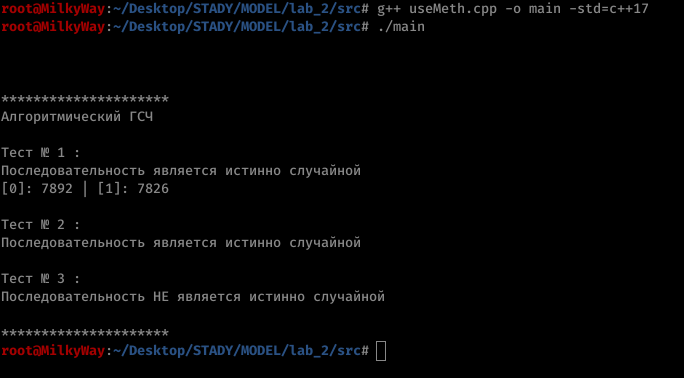 root@MilkyWay:~/Desktop/STADY/MODEL/lab_2/src# g++ useMeth.cpp -o main -std=c++17
root@MilkyWay:~/Desktop/STADY/MODEL/lab_2/src# ./main
*********************
Алгоритмический ГСЧ
Тест № 1 :
Последовательность является истинно случайной
[0]: 7892 | [1]: 7826
Тест № 2 :
Последовательность является истинно случайной
Тест № 3 :
Последовательность НЕ является истинно случайной
*********************
root@MilkyWay:~/Desktop/STADY/MODEL/lab_2/src#